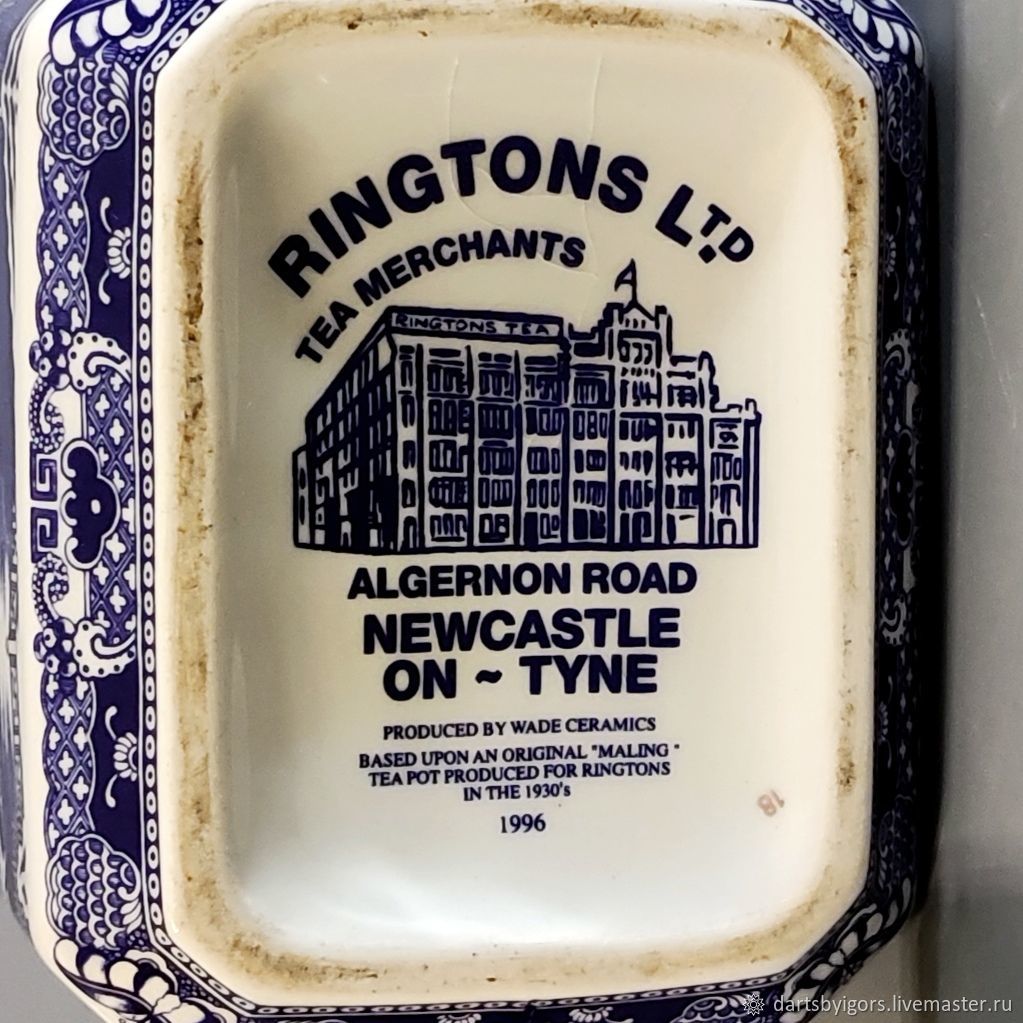 RINGTONS LTD
TEA MERCHANTS
RINGTONS TEA
ALGERNON ROAD
NEWCASTLE
ON ~ TYNE
PRODUCED BY WADE CERAMICS
BASED UPON AN ORIGINAL "MALING "
TEA POT PRODUCED FOR RINGTONS
IN THE 1930's
1996
18
dartsbyigors.livemaster.ru